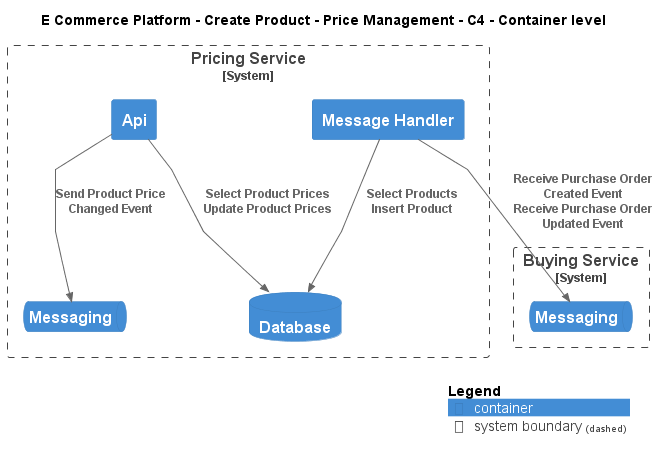 E Commerce Platform - Create Product - Price Management - C4 - Container level
Pricing Service
[System]
Api
Message Handler
Send Product Price
Changed Event
Select Product Prices
Update Product Prices
Select Products
Insert Product
Receive Purchase Order
Created Event
Receive Purchase Order
Updated Event
Buying Service
[System]
Messaging
Database
Messaging
Legend
container
system boundary (dashed)